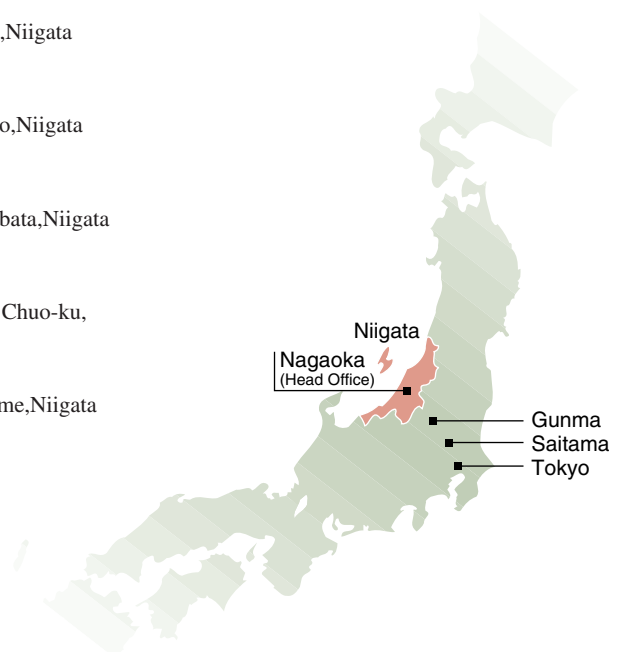 ,Niigata
o,Niigata
bata,Niigata
Chuo-ku,
me,Niigata
Niigata
Nagaoka
(Head Office)
Gunma
Saitama
Tokyo